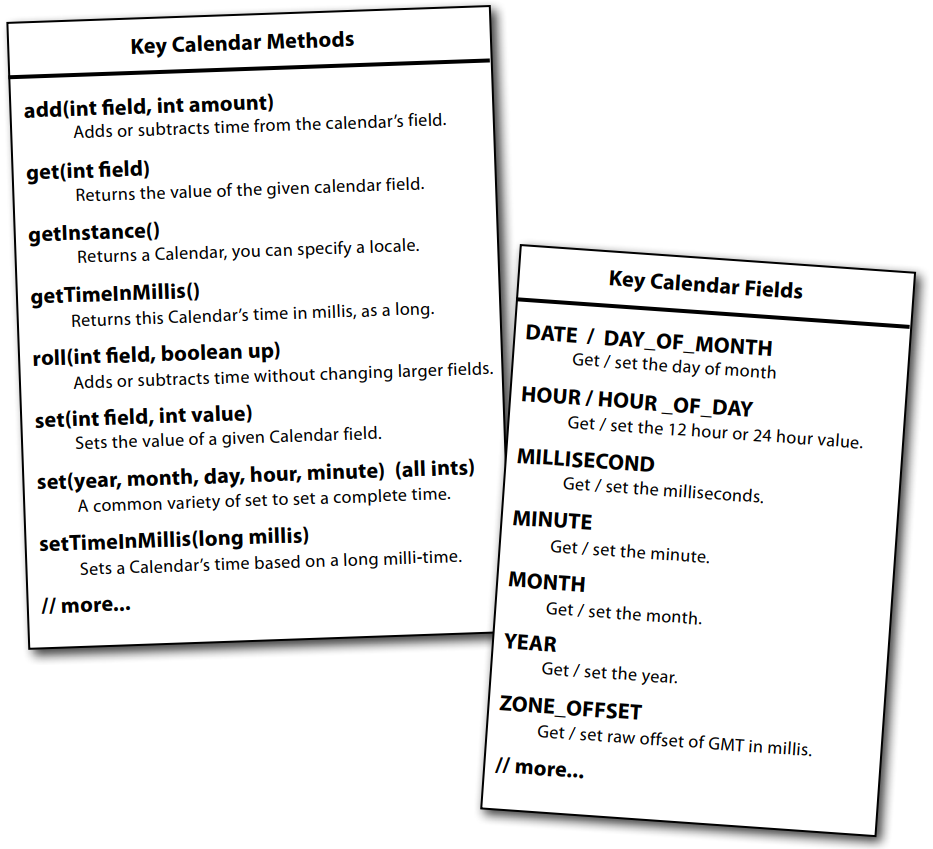 Key Calendar Methods
add(int field, int amount)
Adds or subtracts time from the calendar’s field.
get(int field)
Returns the value of the given calendar field.
getInstance()
Returns a Calendar, you can specify a locale.
getTimeInMillis()
Returns this Calendar’s time in millis, as a long.
roll(int field, boolean up)
Adds or subtracts time without changing larger fields.
set(int field, int value)
Sets the value of a given Calendar field.
set(year, month, day, hour, minute) (all ints)
A common variety of set to set a complete time.
setTimeInMillis(long millis)
Sets a Calendar’s time based on a long milli-time.
// more...
Key Calendar Fields
DATE / DAY_OF_MONTH
Get / set the day of month
HOUR / HOUR _OF_DAY
Get / set the 12 hour or 24 hour value.
MILLISECOND
Get / set the milliseconds.
MINUTE
Get / set the minute.
MONTH
Get / set the month.
YEAR
Get / set the year.
ZONE_OFFSET
Get / set raw offset of GMT in millis.
// more...